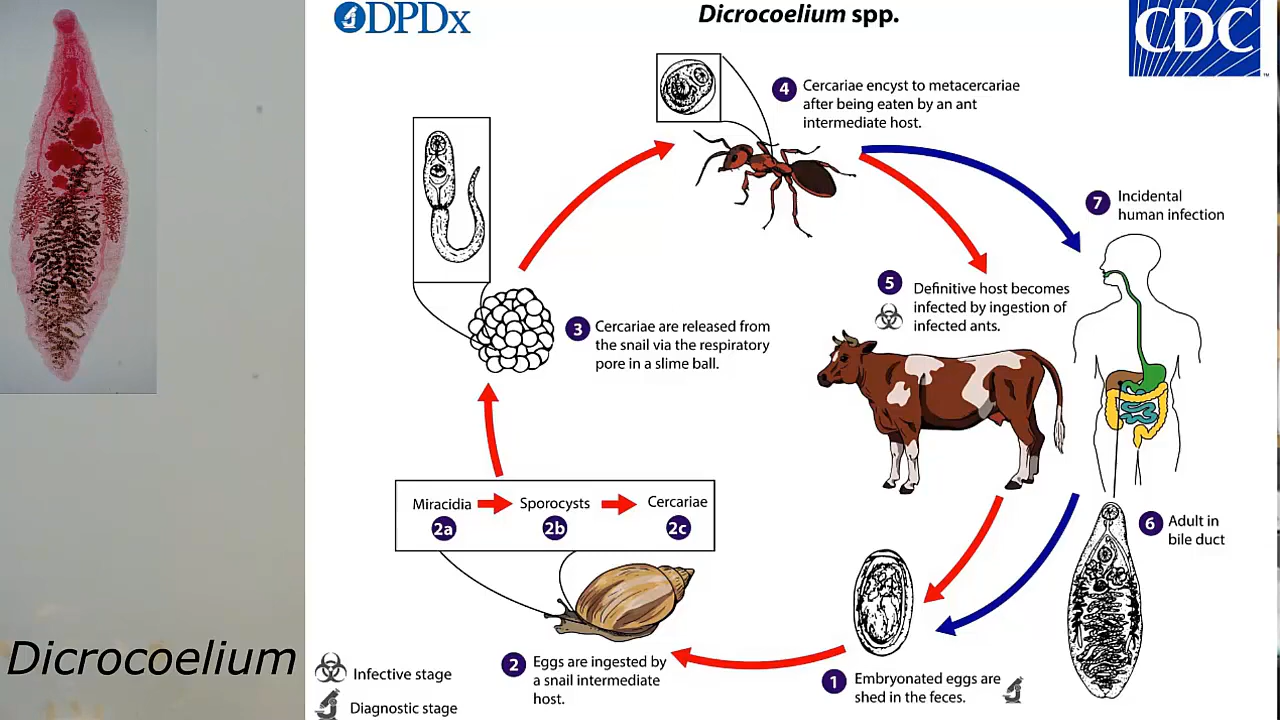 DPDx
Dicrocoelium spp.
CDC
™
4
Cercariae encyst to metacercariae
after being eaten by an ant
intermediate host.
7
Incidental
human infection
5
Definitive host becomes
infected by ingestion of
infected ants.
3
Cercariae are released from
the snail via the respiratory
pore in a slime ball.
Miracidia
Sporocysts
Cercariae
2a
2b
2c
6
Adult in
bile duct
2
Eggs are ingested by
a snail intermediate
host.
1
Embryonated eggs are
shed in the feces.
Dicrocoelium
Infective stage
Diagnostic stage